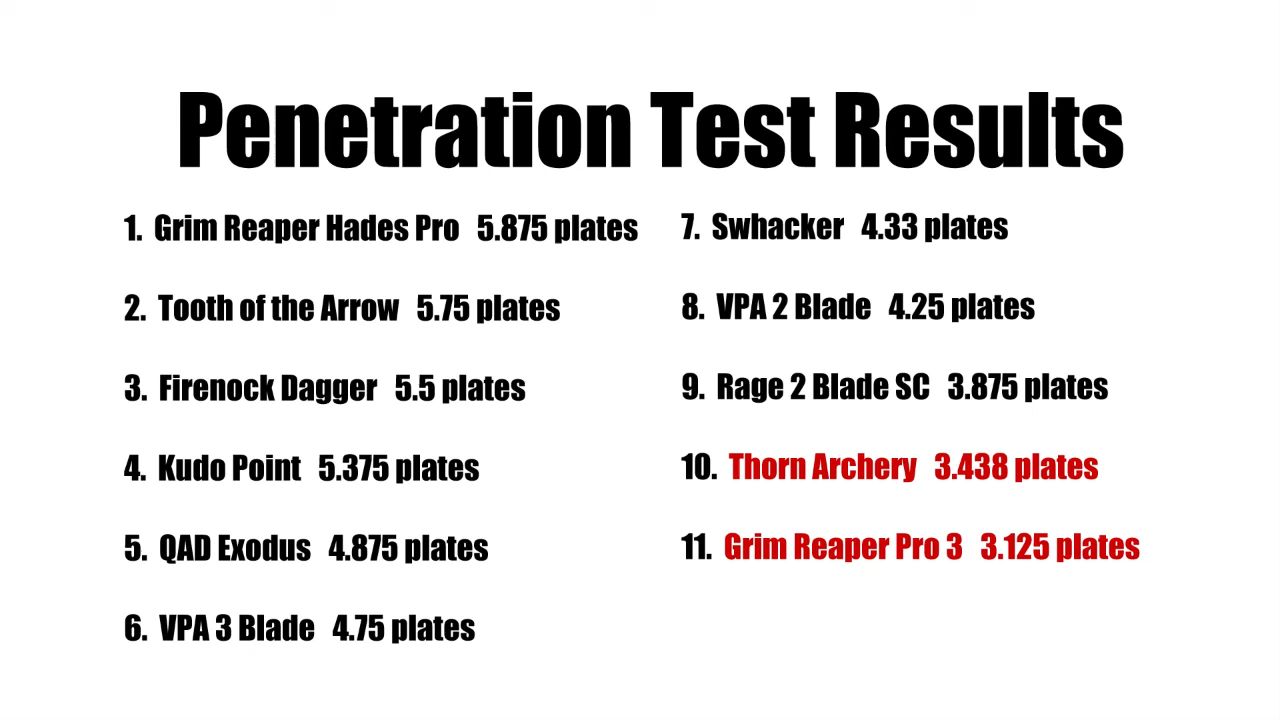 Penetration Test Results
1. Grim Reaper Hades Pro 5.875 plates
2. Tooth of the Arrow 5.75 plates
3. Firenock Dagger 5.5 plates
4. Kudo Point 5.375 plates
5. QAD Exodus 4.875 plates
6. VPA 3 Blade 4.75 plates
7. Swhacker 4.33 plates
8. VPA 2 Blade 4.25 plates
9. Rage 2 Blade SC 3.875 plates
10. Thorn Archery 3.438 plates
11. Grim Reaper Pro 3 3.125 plates